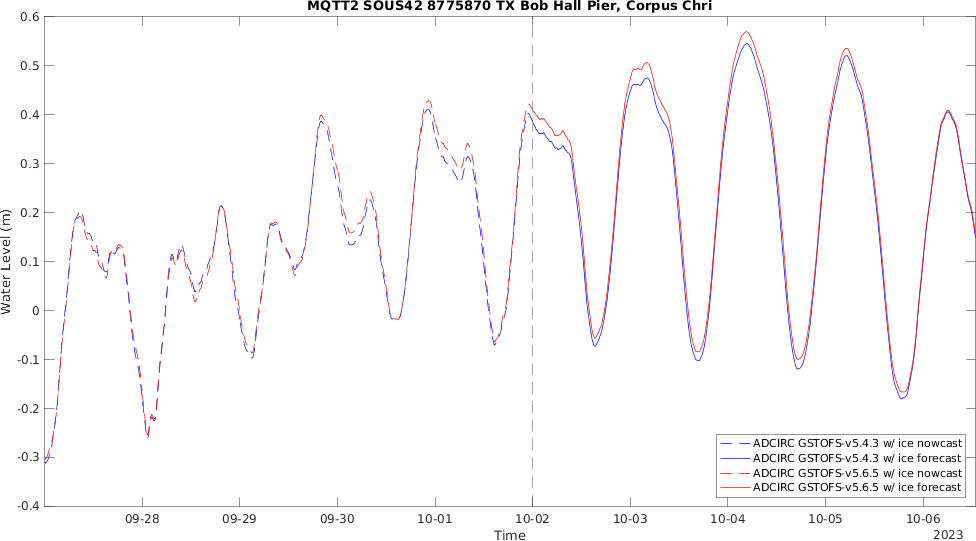 MQTT2 SOUS42 8775870 TX Bob Hall Pier, Corpus Chri
0.6
0.5
0.4
0.3
0.2
0.1
0
-0.1
-0.2
-0.3
-0.4
Water Level (m)
ADCIRC GSTOFS-v5.4.3 w/ ice nowcast
ADCIRC GSTOFS-v5.4.3 w/ ice forecast
ADCIRC GSTOFS-v5.6.5 w/ ice nowcast
ADCIRC GSTOFS-v5.6.5 w/ ice forecast
09-28 09-29 09-30 10-01 10-02 10-03 10-04 10-05 10-06
Time
2023